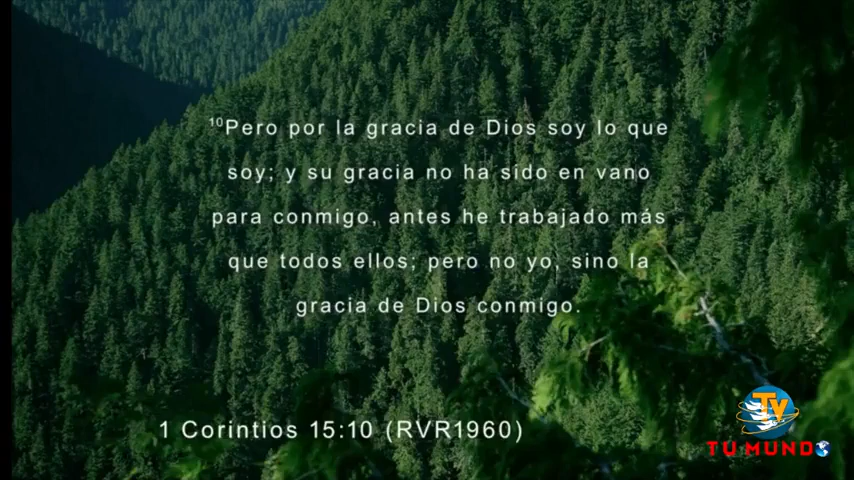 ¹⁰Pero por la gracia de Dios soy lo que
soy; y su gracia no ha sido en vano
para conmigo, antes he trabajado más
que todos ellos; pero no yo, sino la
gracia de Dios conmigo.
1 Corintios 15:10 (RVR1960)
TV
TU MUNDO